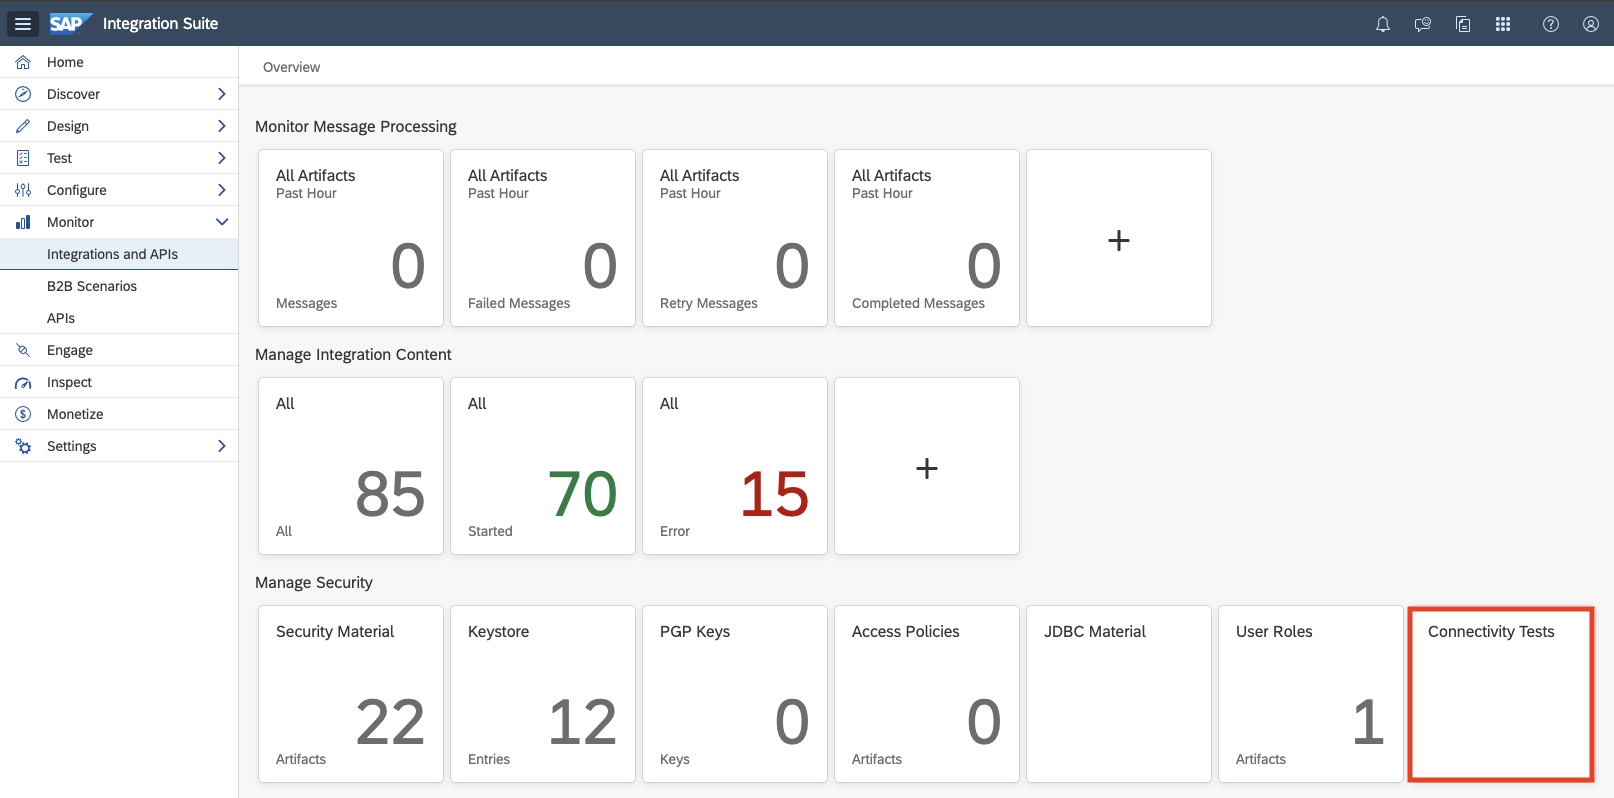 SAP Integration Suite
Home
Discover
Design
Test
Configure
Monitor
Integrations and APIs
B2B Scenarios
APIs
Engage
Inspect
Monetize
Settings
Overview
Monitor Message Processing
All Artifacts
Past Hour
0
Messages
All Artifacts
Past Hour
0
Failed Messages
All Artifacts
Past Hour
0
Retry Messages
All Artifacts
Past Hour
0
Completed Messages
+
Manage Integration Content
All
85
All
All
70
Started
All
15
Error
+
Manage Security
Security Material
22
Artifacts
Keystore
12
Entries
PGP Keys
0
Keys
Access Policies
0
Artifacts
JDBC Material
User Roles
1
Artifacts
Connectivity Tests